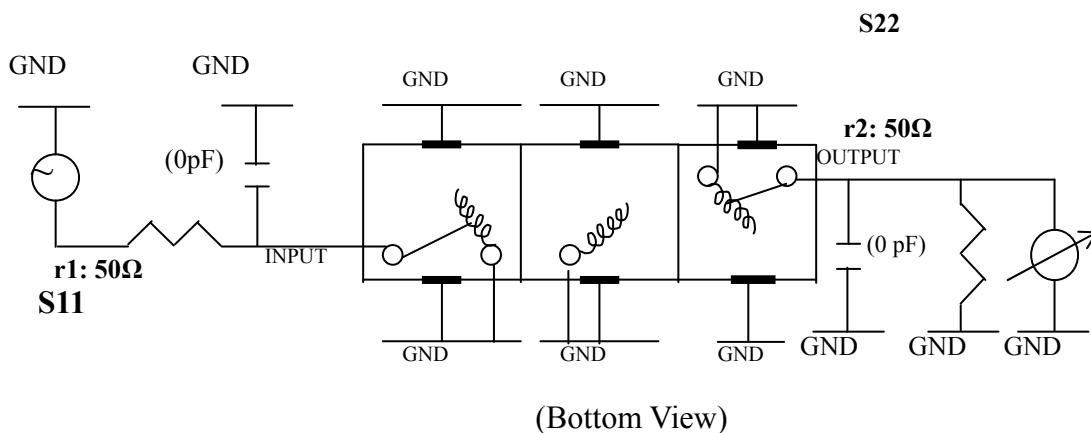 S22
GND
GND
GND
GND
GND
r2: 50Ω
(0pF)
OUTPUT
INPUT
(0 pF)
r1: 50Ω
S11
GND
GND
GND
GND
GND
GND
(Bottom View)